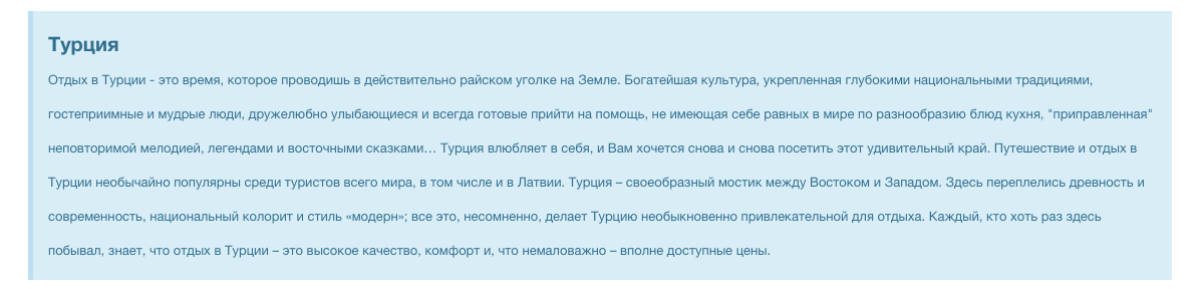 Турция
Отдых в Турции - это время, которое проводишь в действительно райском уголке на Земле. Богатейшая культура, укрепленная глубокими национальными традициями,
гостеприимные и мудрые люди, дружелюбно улыбающиеся и всегда готовые прийти на помощь, не имеющая себе равных в мире по разнообразию блюд кухня, "приправленная"
неповторимой мелодией, легендами и восточными сказками… Турция влюбляет в себя, и Вам хочется снова и снова посетить этот удивительный край. Путешествие и отдых в
Турции необычайно популярны среди туристов всего мира, в том числе и в Латвии. Турция – своеобразный мостик между Востоком и Западом. Здесь переплелись древность и
современность, национальный колорит и стиль «модерн»; все это, несомненно, делает Турцию необыкновенно привлекательной для отдыха. Каждый, кто хоть раз здесь
побывал, знает, что отдых в Турции – это высокое качество, комфорт и, что немаловажно – вполне доступные цены.